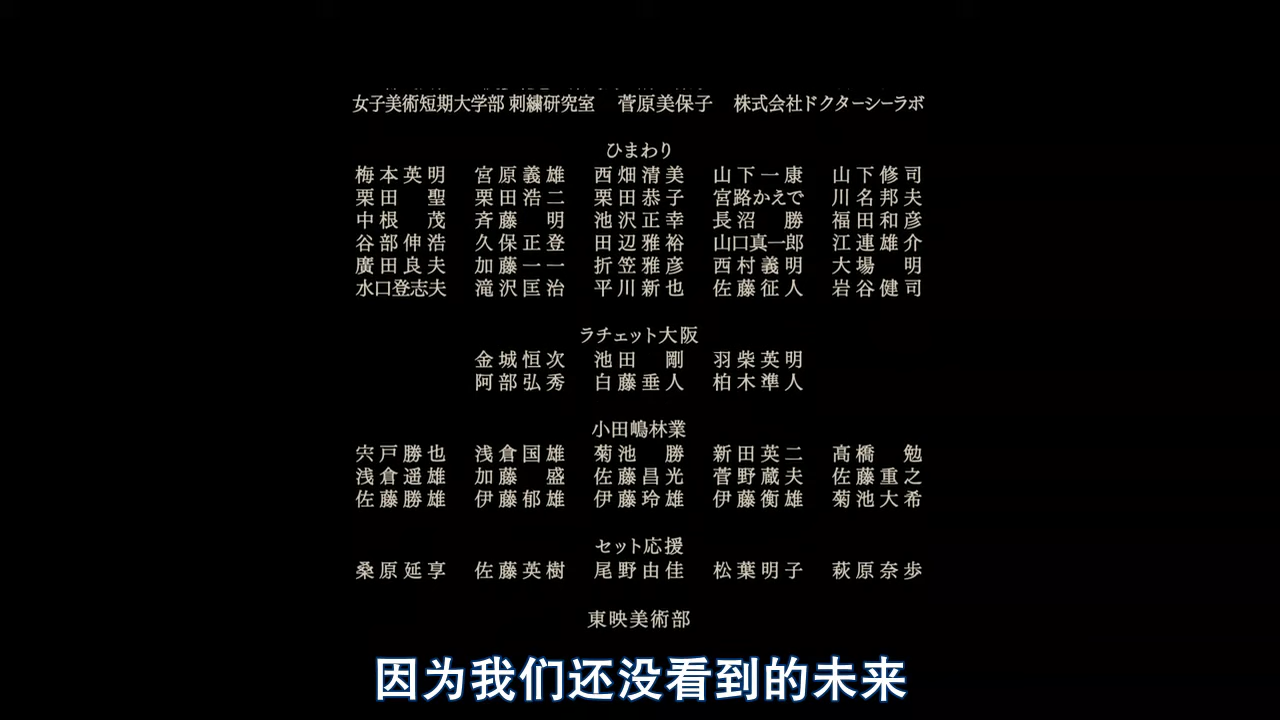 女子美術短期大学部 刺繍研究室 菅原美保子 株式会社ドクターシーラボ
ひまわり
梅本英明 宮原義雄 西畑清美 山下一康 山下修司
栗田 聖 栗田浩二 栗田恭子 宮路かえで 川名邦夫
中根 茂 斉藤 明 池沢正幸 長沼 勝 福田和彦
谷部伸浩 久保正登 田辺雅裕 山口真一郎 江連雄介
廣田良夫 加藤一一 折笠雅彦 西村義明 大場 明
水口登志夫 滝沢匡治 平川新也 佐藤征人 岩谷健司
ラチェット大阪
金城恒次 池田 剛 羽柴英明
阿部弘秀 白藤垂人 柏木準人
小田嶋林業
宍戸勝也 浅倉国雄 菊池 勝 新田英二 高橋 勉
浅倉遥雄 加藤 盛 佐藤昌光 菅野蔵夫 佐藤重之
佐藤勝雄 伊藤郁雄 伊藤玲雄 伊藤衡雄 菊池大希
セット応援
桑原延享 佐藤英樹 尾野由佳 松葉明子 萩原奈歩
東映美術部
因为我们还没看到的未来